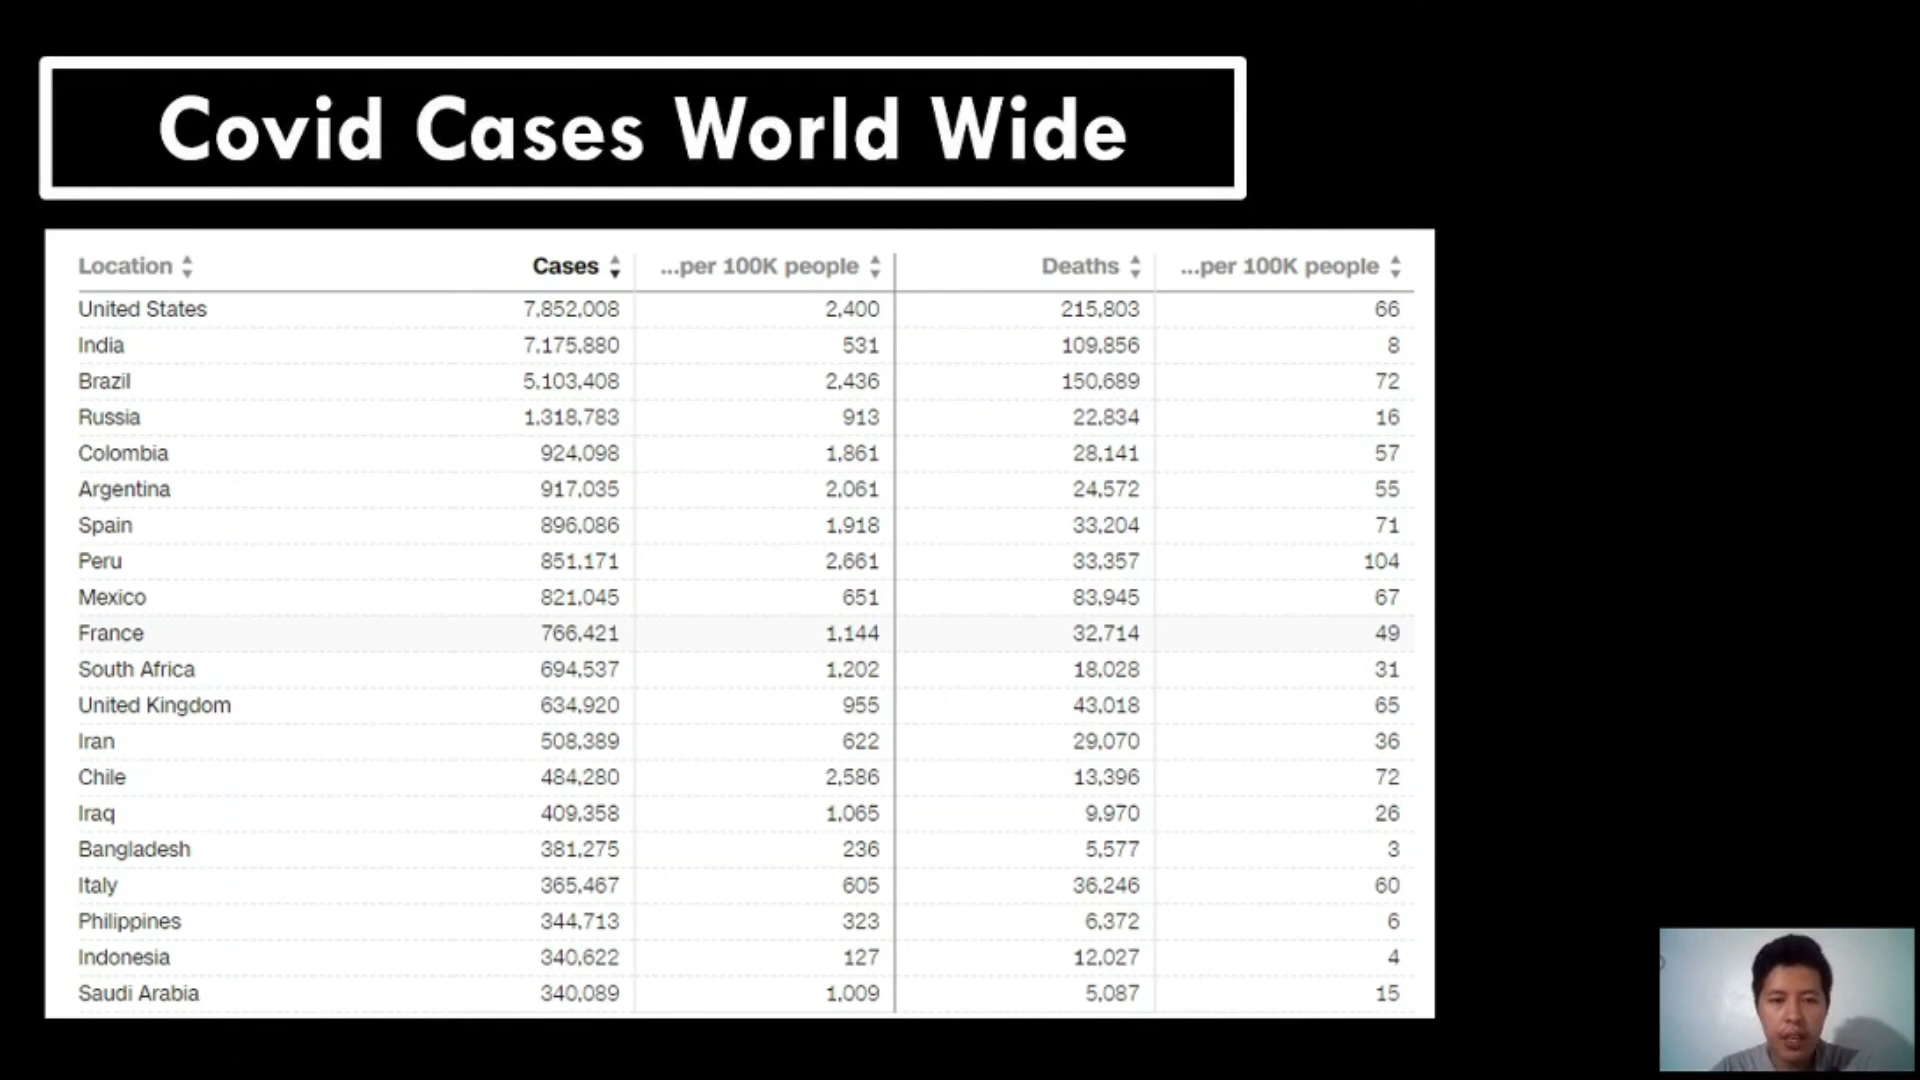 Covid Cases World Wide
Location Cases ...per 100K people Deaths ...per 100K people
United States 7,852,008 2,400 215,803 66
India 7,175,880 531 109,856 8
Brazil 5,103,408 2,436 150,689 72
Russia 1,318,783 913 22,834 16
Colombia 924,098 1,861 28,141 57
Argentina 917,035 2,061 24,572 55
Spain 896,086 1,918 33,204 71
Peru 851,171 2,661 33,357 104
Mexico 821,045 651 83,945 67
France 766,421 1,144 32,714 49
South Africa 694,537 1,202 18,028 31
United Kingdom 634,920 955 43,018 65
Iran 508,389 622 29,070 36
Chile 484,280 2,586 13,396 72
Iraq 409,358 1,065 9,970 26
Bangladesh 381,275 236 5,577 3
Italy 365,467 605 36,246 60
Philippines 344,713 323 6,372 6
Indonesia 340,622 127 12,027 4
Saudi Arabia 340,089 1,009 5,087 15